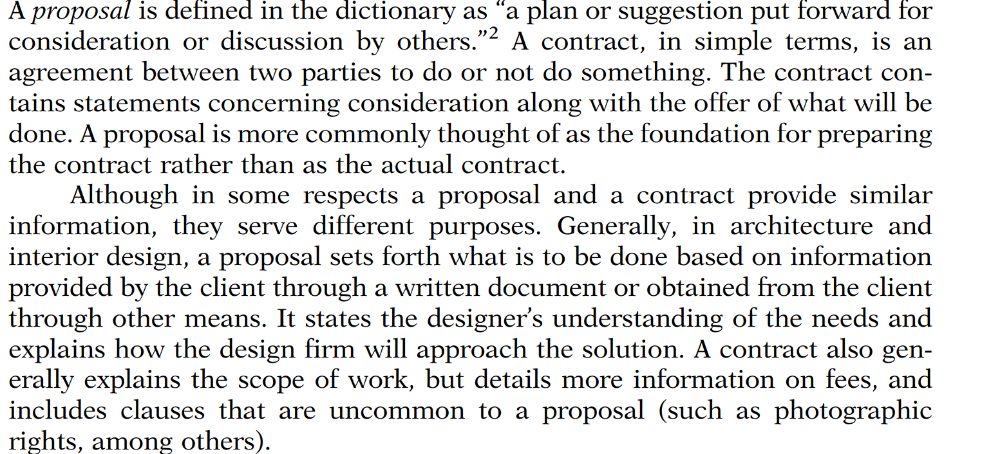 A proposal is defined in the dictionary as “a plan or suggestion put forward for
consideration or discussion by others.”2 A contract, in simple terms, is an
agreement between two parties to do or not do something. The contract con-
tains statements concerning consideration along with the offer of what will be
done. A proposal is more commonly thought of as the foundation for preparing
the contract rather than as the actual contract.
Although in some respects a proposal and a contract provide similar
information, they serve different purposes. Generally, in architecture and
interior design, a proposal sets forth what is to be done based on information
provided by the client through a written document or obtained from the client
through other means. It states the designer’s understanding of the needs and
explains how the design firm will approach the solution. A contract also gen-
erally explains the scope of work, but details more information on fees, and
includes clauses that are uncommon to a proposal (such as photographic
rights, among others).